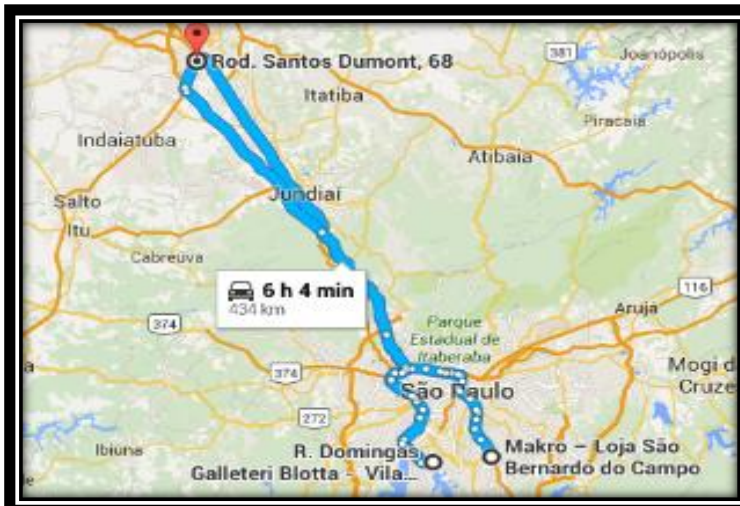 Rod. Santos Dumont, 68
381
Joanópolis
Itatiba
Piracaia
Indaiatuba
Atibaia
Jundiaí
Salto
Itu
Cabreúva
6 h 4 min
434 km
116
Aruja
374
Parque
Estadual de
Itaberaba
374
Mogi d
Cruze
São Paulo
272
Ibiuna
R. Domingas
Galleteri Blotta - Vila...
Makro – Loja São
Bernardo do Campo